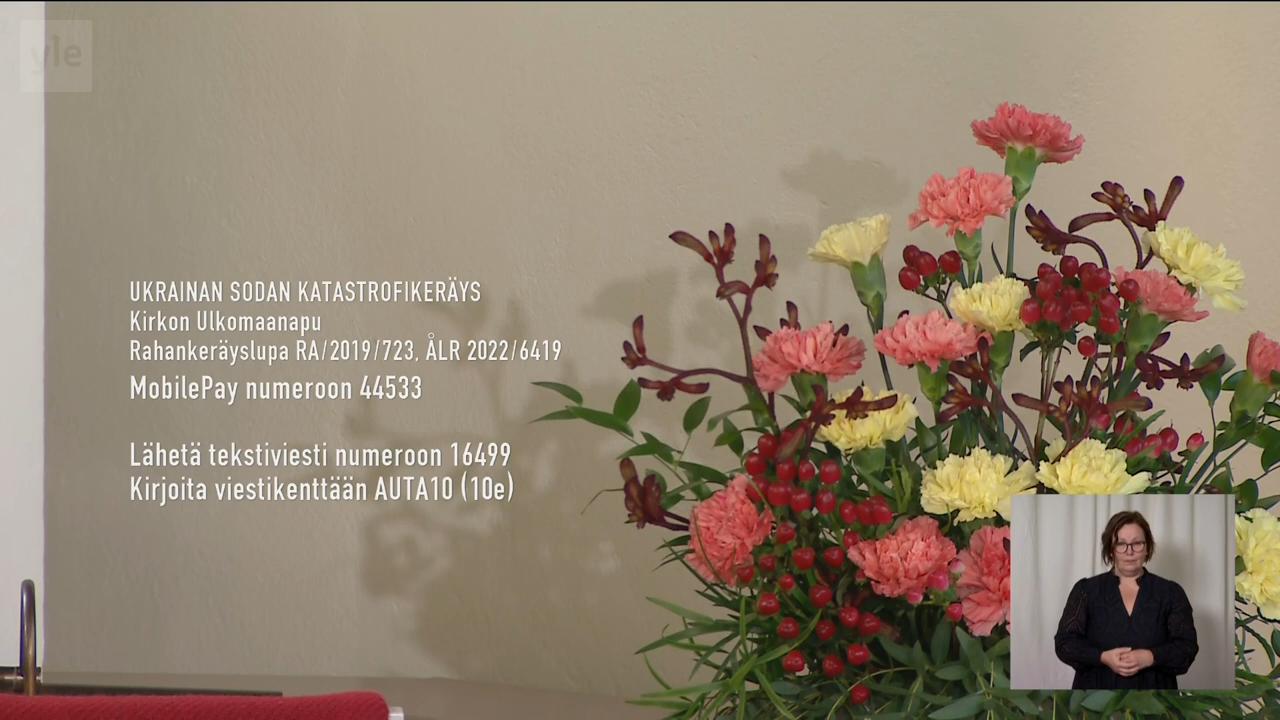 yle
UKRAINAN SODAN KATASTROFIKERÄYS
Kirkon Ulkomaanapu
Rahankeräyslupa RA/2019/723, ÅLR 2022/6419
MobilePay numeroon 44533
Lähetä tekstiviesti numeroon 16499
Kirjoita viestikenttään AUTA10 (10e)